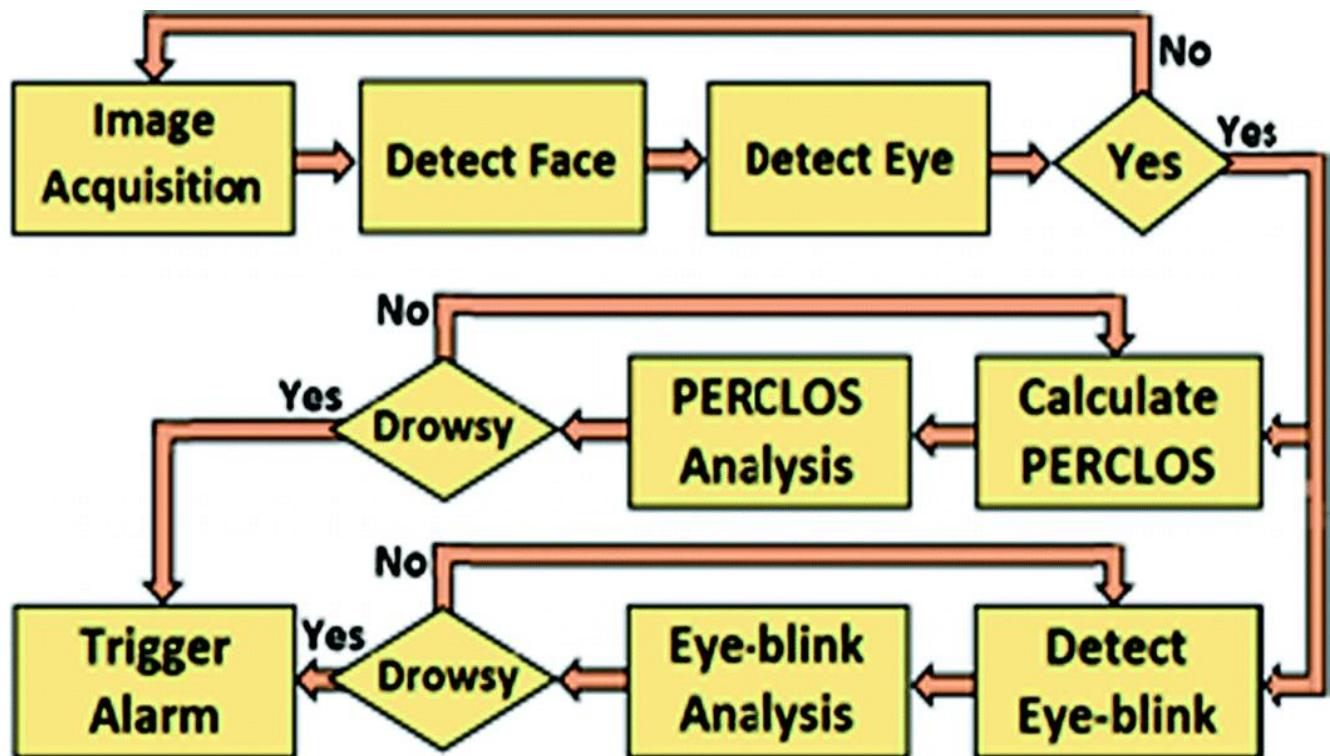 No
Image
Acquisition
Detect Face
Detect Eye
Yes
Yes
No
Yes
Drowsy
PERCLOS
Analysis
Calculate
PERCLOS
No
Trigger
Alarm
Yes
Drowsy
Eye-blink
Analysis
Detect
Eye-blink